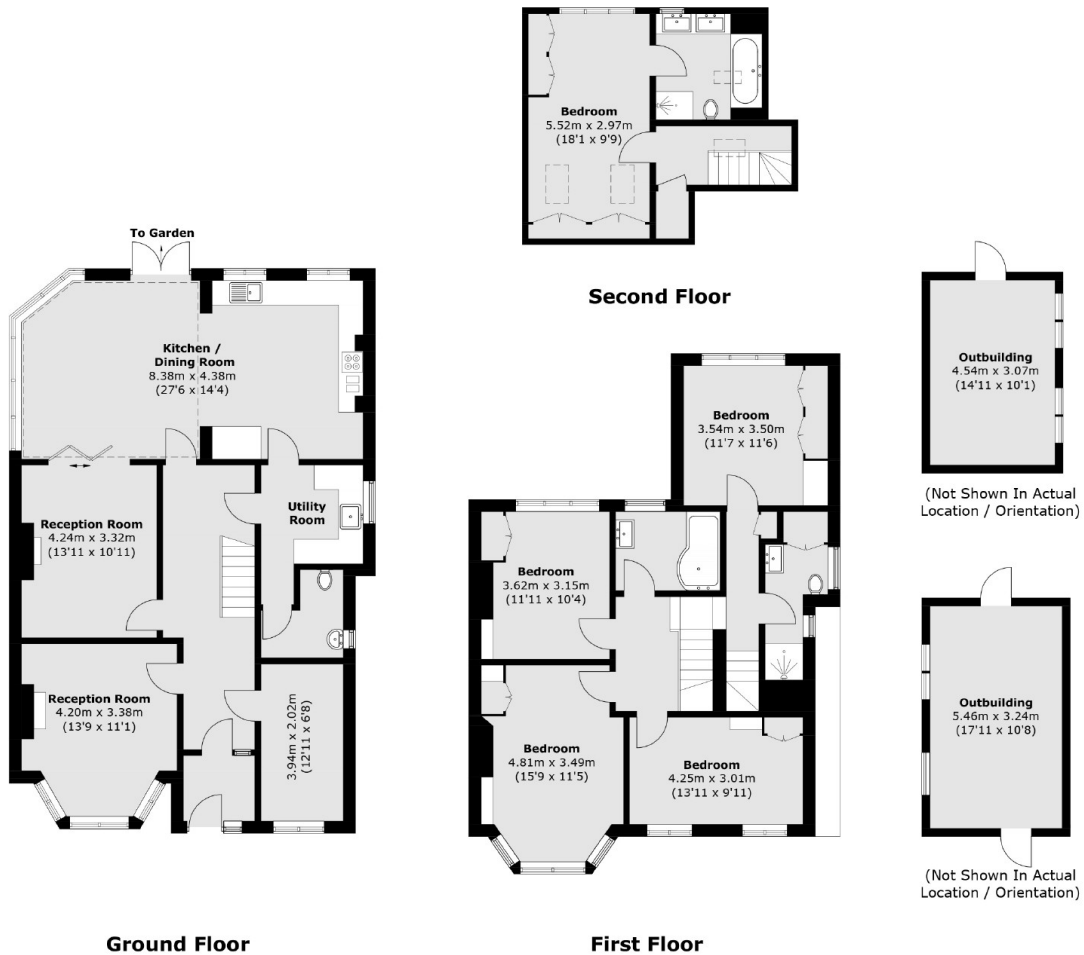 Bedroom
5.52m x 2.97m
(18'1 x 9'9)
Second Floor
To Garden
Kitchen /
Dining Room
8.38m x 4.38m
(27'6 x 14'4)
Utility
Room
Reception Room
4.24m x 3.32m
(13'11 x 10'11)
Reception Room
4.20m x 3.38m
(13'9 x 11'1)
3.94m x 2.02m
(12'11 x 6'8)
Ground Floor
Bedroom
3.54m x 3.50m
(11'7 x 11'6)
Bedroom
3.62m x 3.15m
(11'11 x 10'4)
Bedroom
4.81m x 3.49m
(15'9 x 11'5)
Bedroom
4.25m x 3.01m
(13'11 x 9'11)
First Floor
Outbuilding
4.54m x 3.07m
(14'11 x 10'1)
(Not Shown In Actual
Location / Orientation)
Outbuilding
5.46m x 3.24m
(17'11 x 10'8)
(Not Shown In Actual
Location / Orientation)